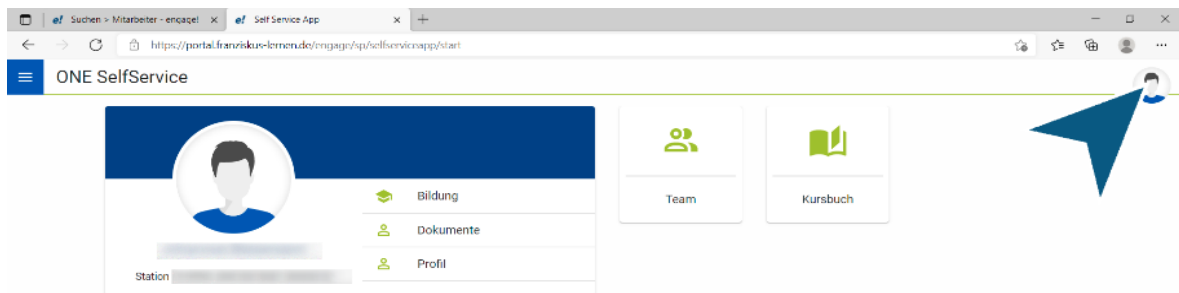 Suchen > Mitarbeiter - engage!
Self Service App
https://portal.franziskus-lernen.de/engage/sp/selfserviceapp/start
ONE SelfService
Bildung
Dokumente
Profil
Station
Team
Kursbuch